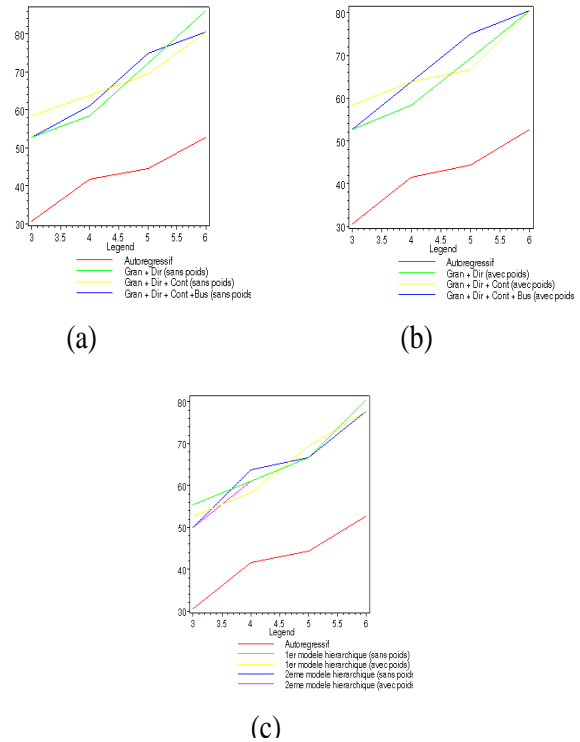 80
70
60
50
40
30
3 3.5 4 4.5 5 5.5 6
Legend
Autoregressif
Gran + Dir (sans poids)
Gran + Dir + Cont (sans poids)
Gran + Dir + Cont +Bus (sans poids
(a)
80
70
60
50
40
30
3 3.5 4 4.5 5 5.5 6
Legend
Autoregressif
Gran + Dir (avec poids)
Gran + Dir + Cont (avec poids)
Gran + Dir + Cont + Bus (avec poids
(b)
80
70
60
50
40
30
3 3.5 4 4.5 5 5.5 6
Legend
Autoregressif
1er modele hierarchique (sans poids)
1er modele hierarchique (avec poids)
2eme modele hierarchique (sans poids
2eme modele hierarchique (avec poids
(c)